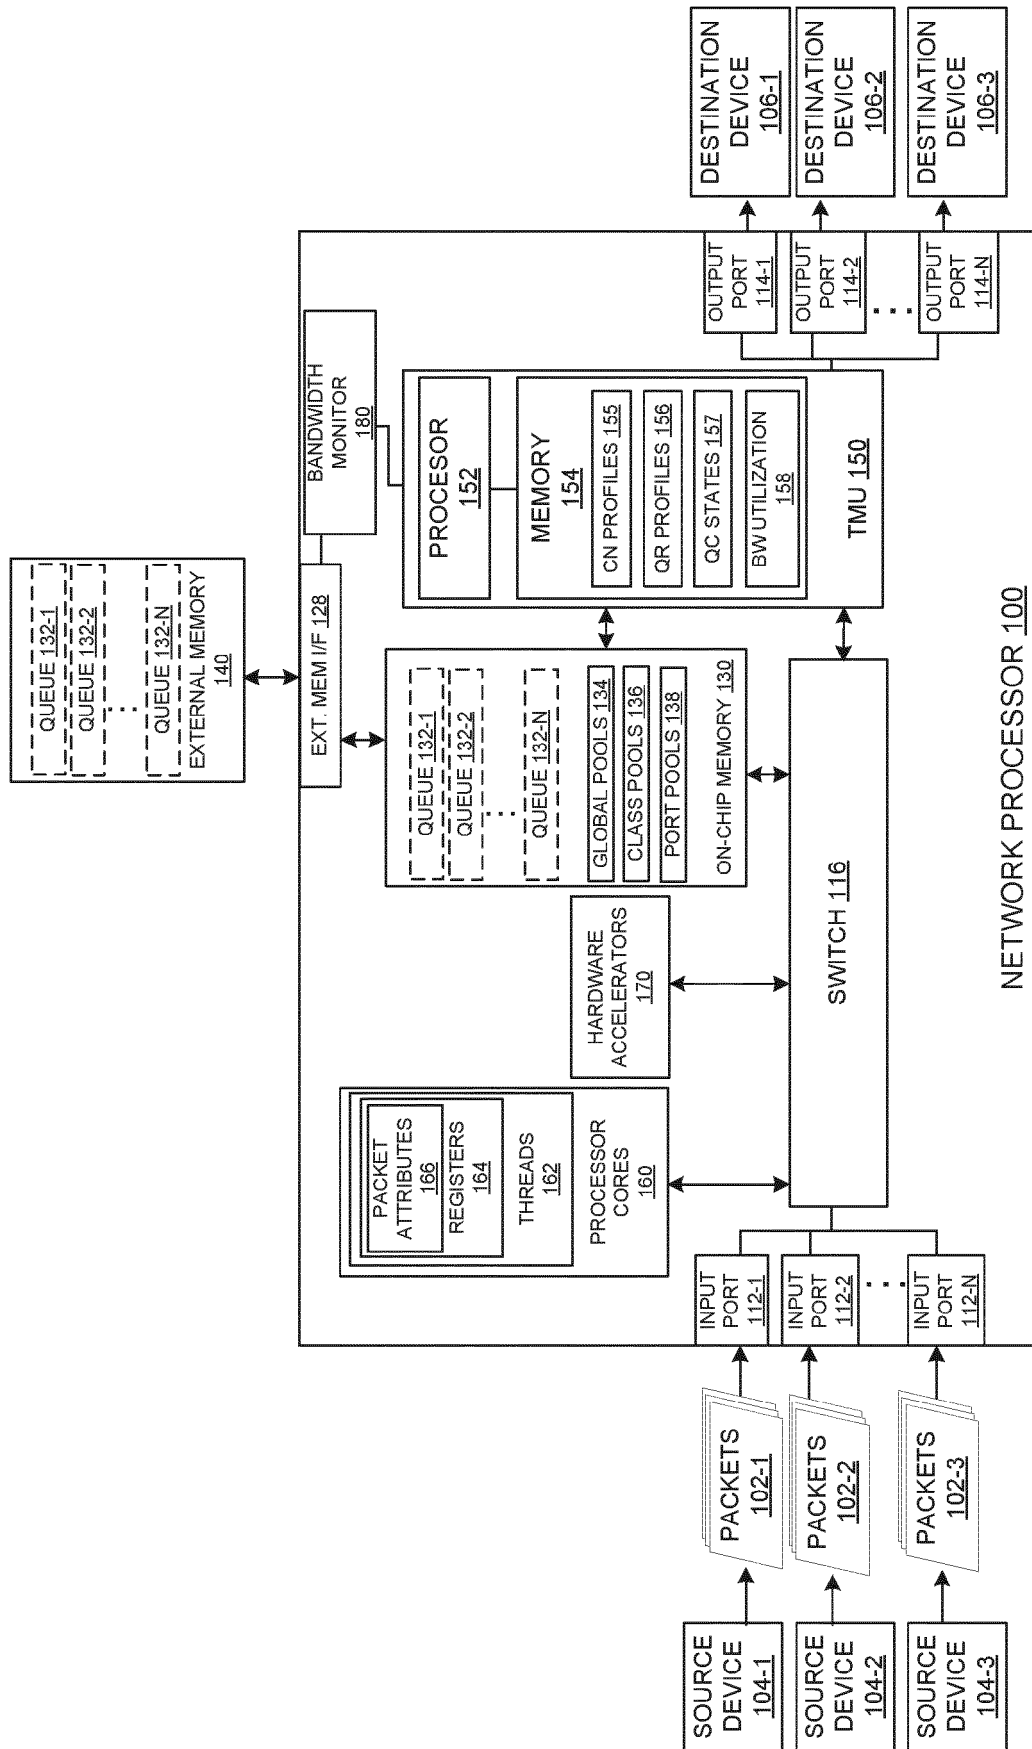 QUEUE 132-1
QUEUE 132-2
...
QUEUE 132-N
EXTERNAL MEMORY
140
EXT. MEM I/F 128
BANDWIDTH
MONITOR
180
PACKET
ATTRIBUTES
166
REGISTERS
164
THREADS
162
PROCESSOR
CORES
160
HARDWARE
ACCELERATORS
170
QUEUE 132-1
QUEUE 132-2
...
QUEUE 132-N
GLOBAL POOLS 134
CLASS POOLS 136
PORT POOLS 138
ON-CHIP MEMORY 130
PROCESOR
152
MEMORY
154
CN PROFILES 155
QR PROFILES 156
QC STATES 157
BW UTILIZATION
158
TMU 150
SOURCE
DEVICE
104-1
PACKETS
102-1
INPUT
PORT
112-1
SOURCE
DEVICE
104-2
PACKETS
102-2
INPUT
PORT
112-2
...
SOURCE
DEVICE
104-3
PACKETS
102-3
INPUT
PORT
112-N
SWITCH 116
OUTPUT
PORT
114-1
DESTINATION
DEVICE
106-1
OUTPUT
PORT
114-2
DESTINATION
DEVICE
106-2
...
OUTPUT
PORT
114-N
DESTINATION
DEVICE
106-3
NETWORK PROCESSOR 100